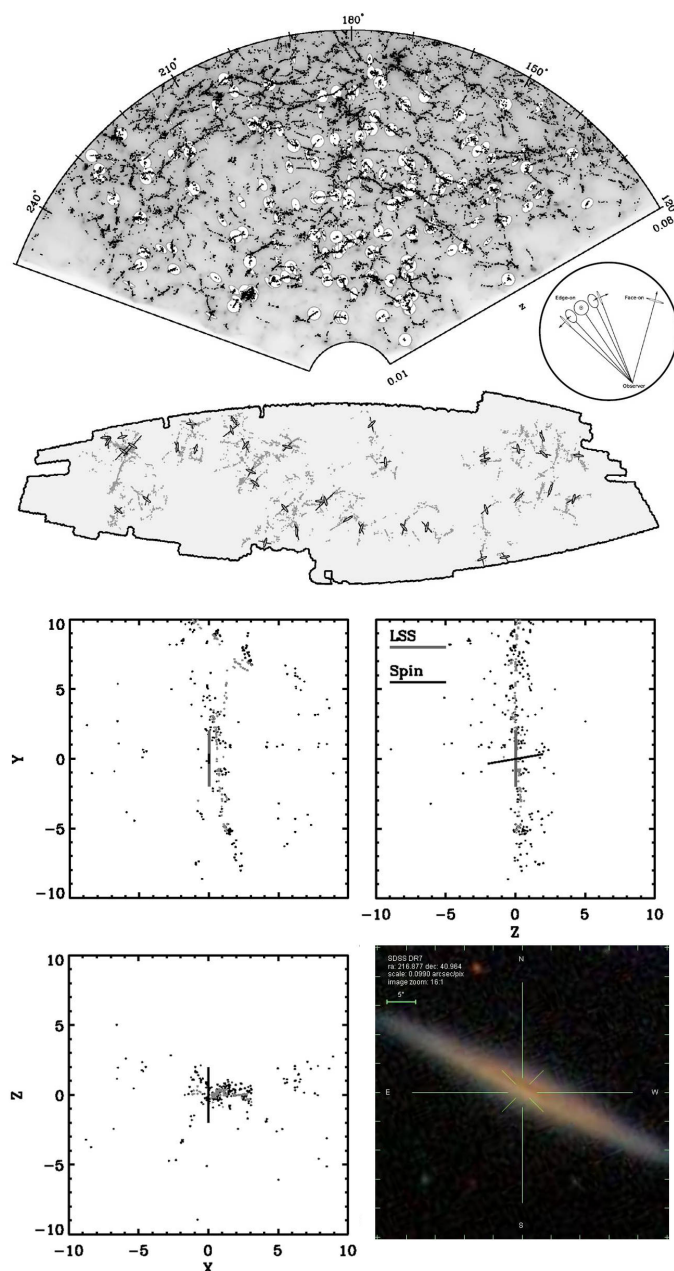 180°
210°
150°
240°
120°
0.08
z
0.01
Edge-on
Face-on
Observer
10
5
0
−5
−10
Y
LSS
Spin
−10
−5
0
5
10
Z
10
5
0
−5
−10
Z
−10
−5
0
5
10
X
SDSS DR7
ra: 216.877 dec: 40.964
scale: 0.0990 arcsec/pix
image zoom: 16:1
5"
N
E
W
S